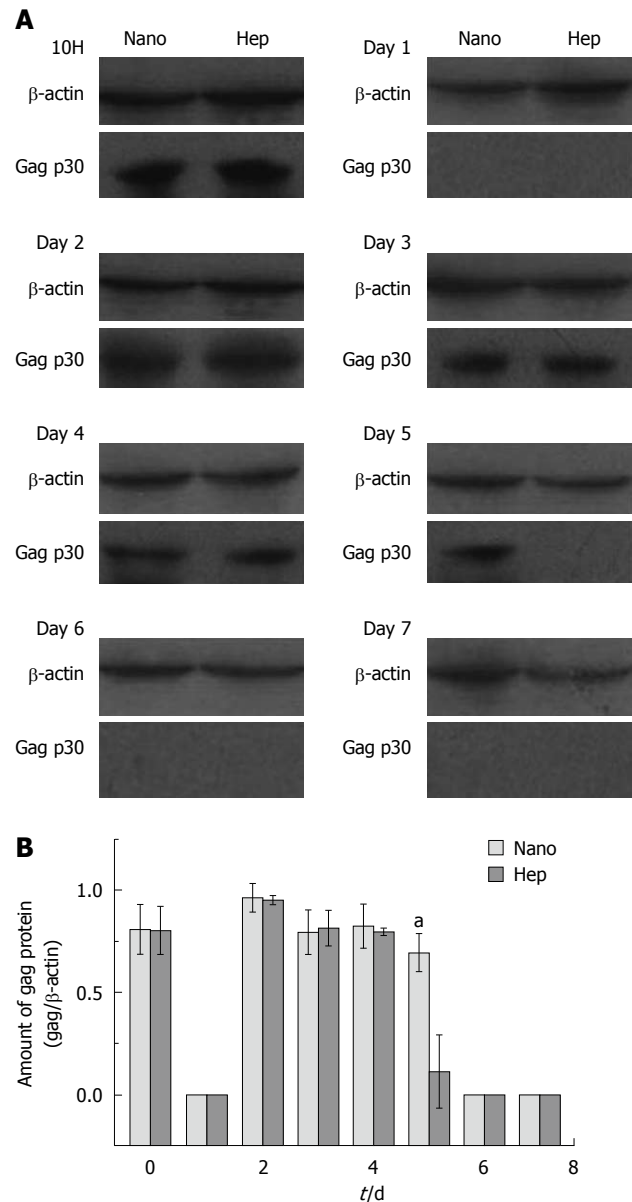 A
10H Nano Hep
β-actin
Gag p30
Day 1 Nano Hep
β-actin
Gag p30
Day 2
β-actin
Gag p30
Day 3
β-actin
Gag p30
Day 4
β-actin
Gag p30
Day 5
β-actin
Gag p30
Day 6
β-actin
Gag p30
Day 7
β-actin
Gag p30
B
Nano
Hep
a
Amount of gag protein
(gag/β-actin)
1.0
0.5
0.0
0 2 4 6 8
t/d